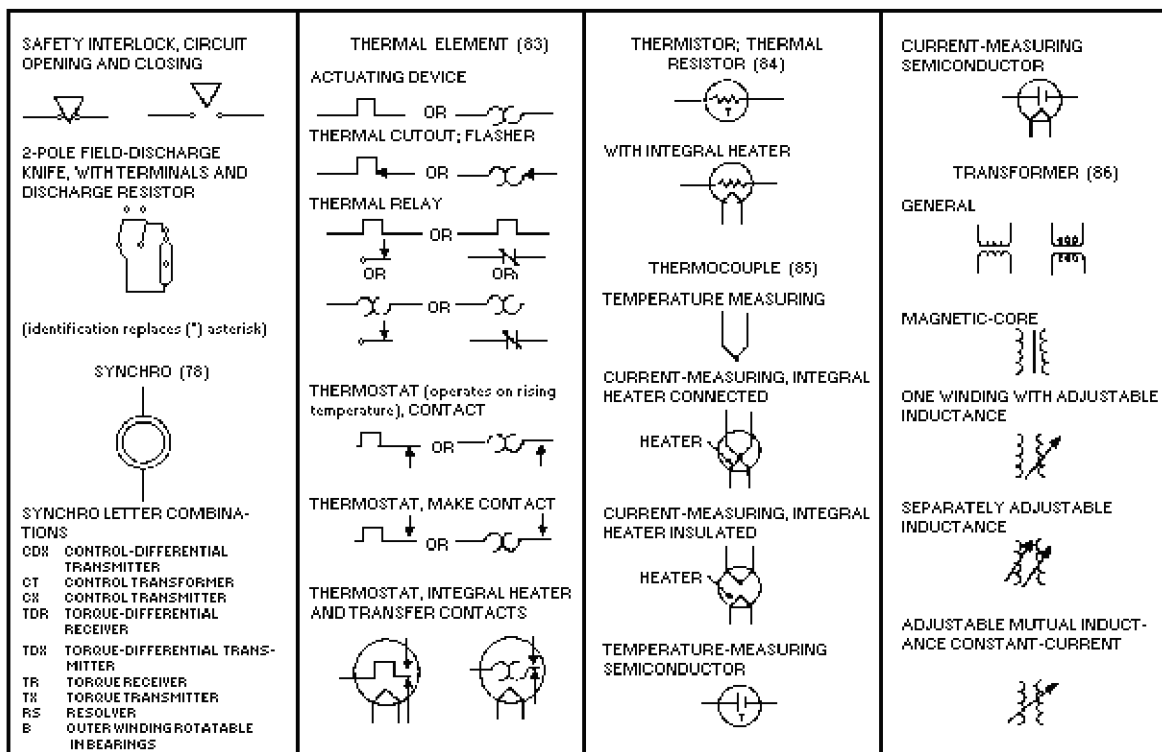 SAFETY INTERLOCK, CIRCUIT
OPENING AND CLOSING
2-POLE FIELD-DISCHARGE
KNIFE, WITH TERMINALS AND
DISCHARGE RESISTOR
(identification replaces (*) asterisk)
SYNCHRO (78)
SYNCHRO LETTER COMBINA-
TIONS
CDX CONTROL-DIFFERENTIAL
TRANSMITTER
CT CONTROL TRANSFORMER
CX CONTROL TRANSMITTER
TDR TORQUE-DIFFERENTIAL
RECEIVER
TDX TORQUE-DIFFERENTIAL TRANS-
MITTER
TR TORQUE RECEIVER
TX TORQUE TRANSMITTER
RS RESOLVER
B OUTER WINDING ROTATABLE
IN BEARINGS
THERMAL ELEMENT (83)
ACTUATING DEVICE
OR
THERMAL CUTOUT; FLASHER
OR
THERMAL RELAY
OR
OR OR
OR
THERMOSTAT (operates on rising
temperature), CONTACT
OR
THERMOSTAT, MAKE CONTACT
OR
THERMOSTAT, INTEGRAL HEATER
AND TRANSFER CONTACTS
THERMISTOR; THERMAL
RESISTOR (84)
T
WITH INTEGRAL HEATER
THERMOCOUPLE (85)
TEMPERATURE MEASURING
CURRENT-MEASURING, INTEGRAL
HEATER CONNECTED
HEATER
CURRENT-MEASURING, INTEGRAL
HEATER INSULATED
HEATER
TEMPERATURE-MEASURING
SEMICONDUCTOR
T
CURRENT-MEASURING
SEMICONDUCTOR
TRANSFORMER (86)
GENERAL
MAGNETIC-CORE
ONE WINDING WITH ADJUSTABLE
INDUCTANCE
SEPARATELY ADJUSTABLE
INDUCTANCE
ADJUSTABLE MUTUAL INDUCT-
ANCE CONSTANT-CURRENT